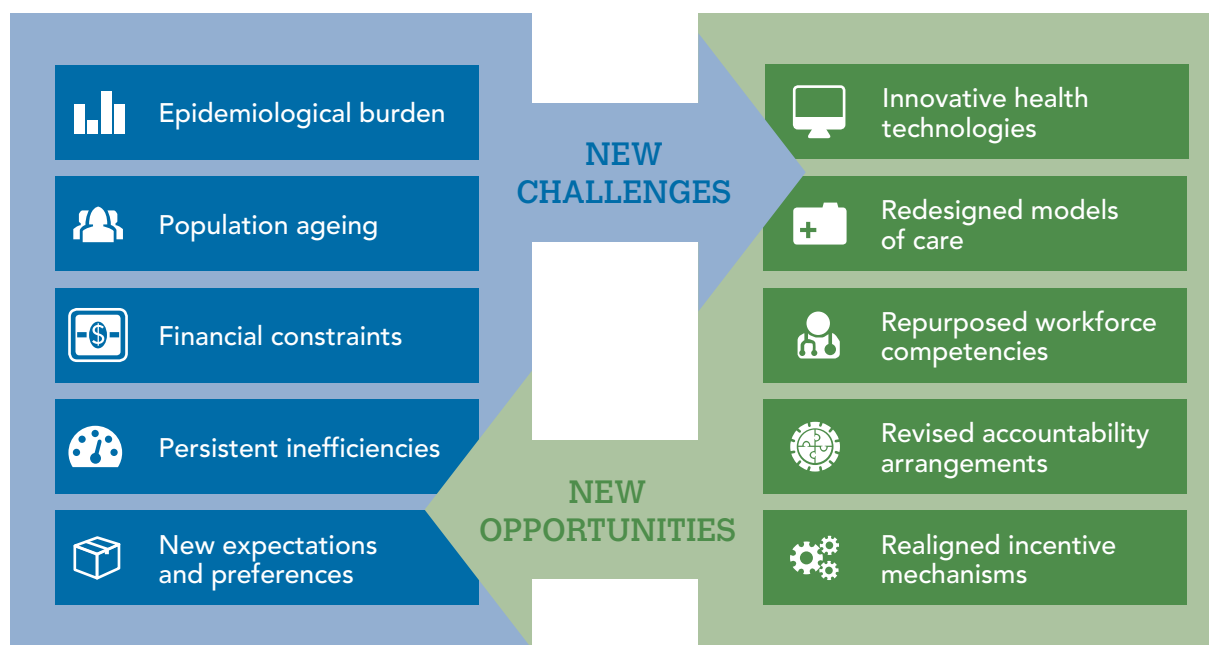 Epidemiological burden
Population ageing
Financial constraints
Persistent inefficiencies
New expectations
and preferences
NEW
CHALLENGES
NEW
OPPORTUNITIES
Innovative health
technologies
Redesigned models
of care
Repurposed workforce
competencies
Revised accountability
arrangements
Realigned incentive
mechanisms